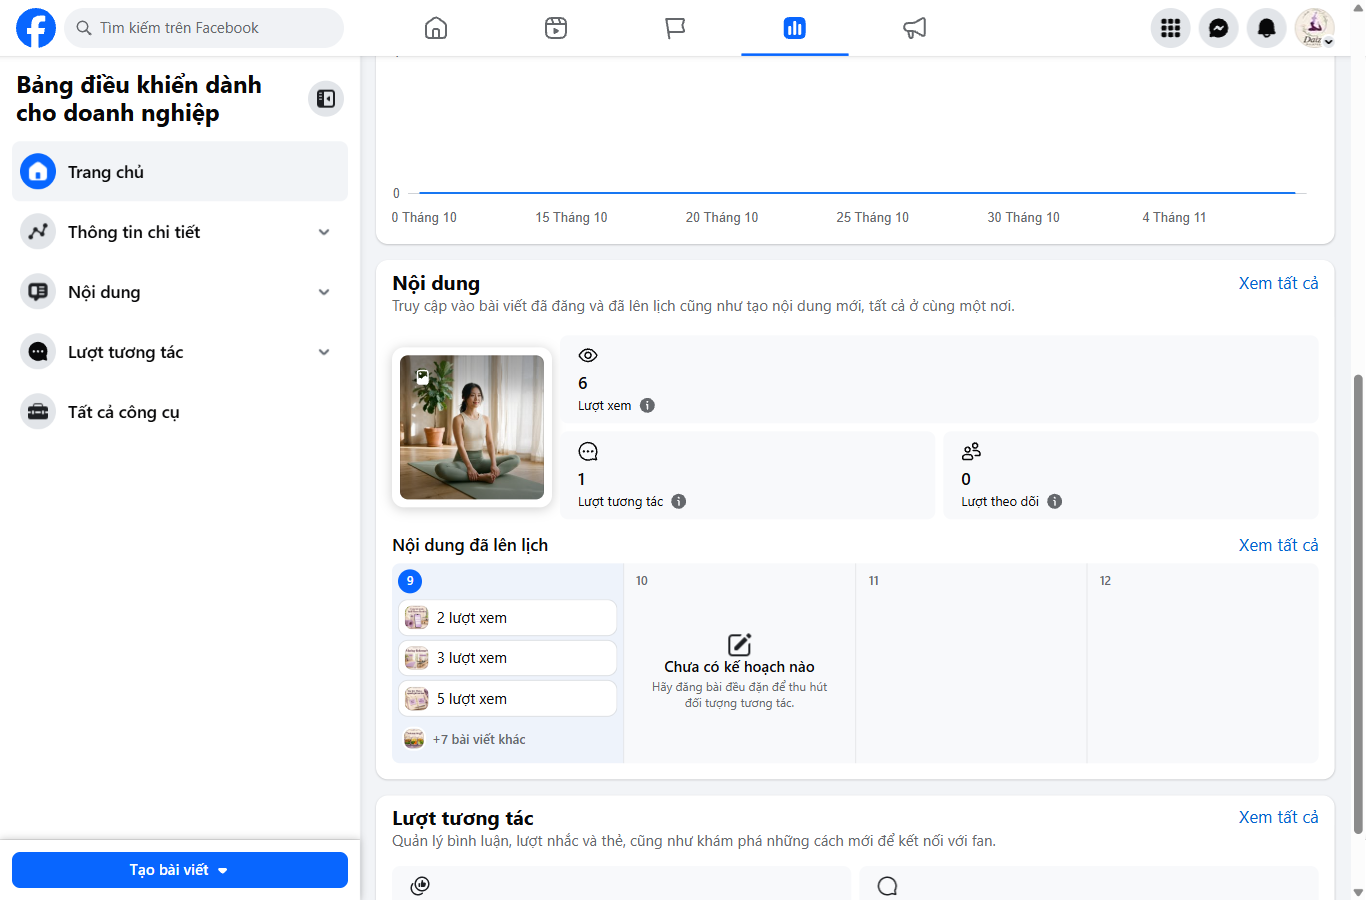 Tìm kiếm trên Facebook
Bảng điều khiển dành
cho doanh nghiệp
Trang chủ
Thông tin chi tiết
Nội dung
Lượt tương tác
Tất cả công cụ
Tạo bài viết
0
0 Tháng 10
15 Tháng 10
20 Tháng 10
25 Tháng 10
30 Tháng 10
4 Tháng 11
Nội dung
Xem tất cả
Truy cập vào bài viết đã đăng và đã lên lịch cũng như tạo nội dung mới, tất cả ở cùng một nơi.
6
Lượt xem
1
Lượt tương tác
0
Lượt theo dõi
Nội dung đã lên lịch
Xem tất cả
9
2 lượt xem
3 lượt xem
5 lượt xem
+7 bài viết khác
10
Chưa có kế hoạch nào
Hãy đăng bài đều đặn để thu hút
đối tượng tương tác.
11
12
Lượt tương tác
Xem tất cả
Quản lý bình luận, lượt nhắc và thẻ, cũng như khám phá những cách mới để kết nối với fan.